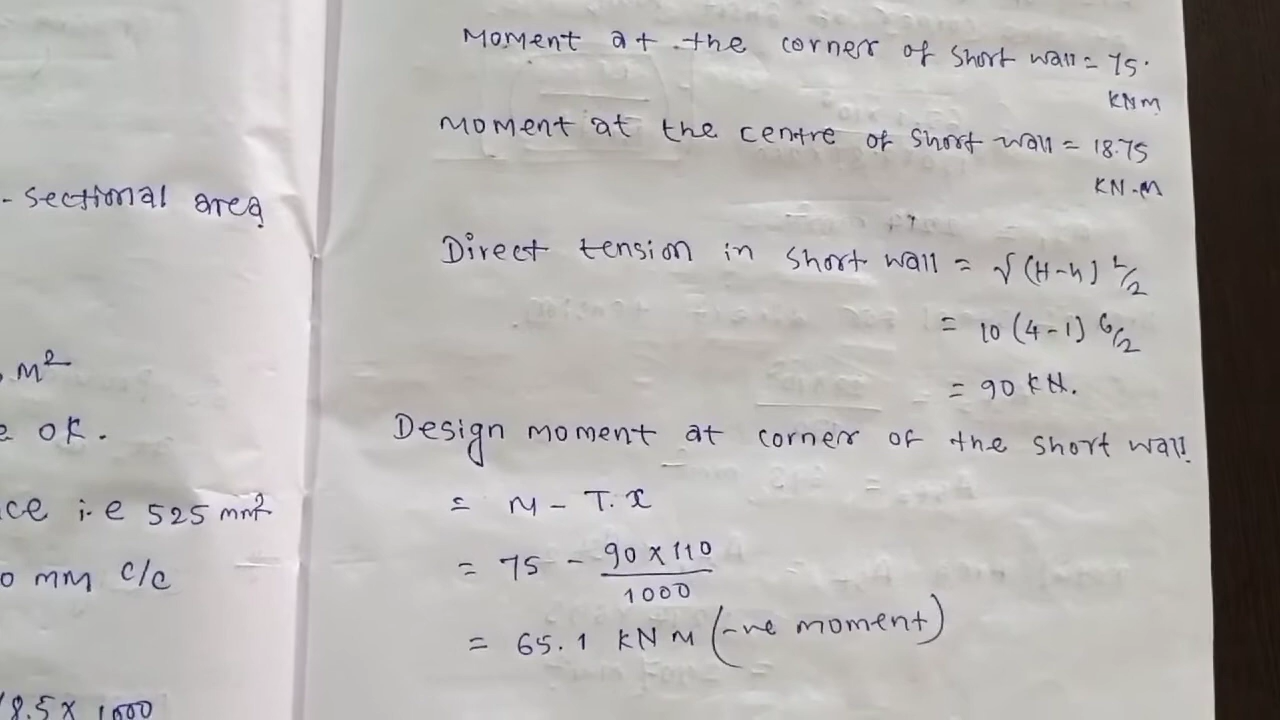 - sectional area
m²
OK.
ce i.e 525 mm²
0 mm c/c
8.5 x 1000
Moment at the corner of short wall = 75.
KNM
Moment at the centre of short wall = 18.75
KN-M
Direct tension in short wall = √(H-h) L/2
= 10 (4-1) 6/2
= 90 KN.
Design moment at corner of the short wall
= M - T.x
= 75 - 90 x 110 / 1000
= 65.1 KNM (-ve moment)